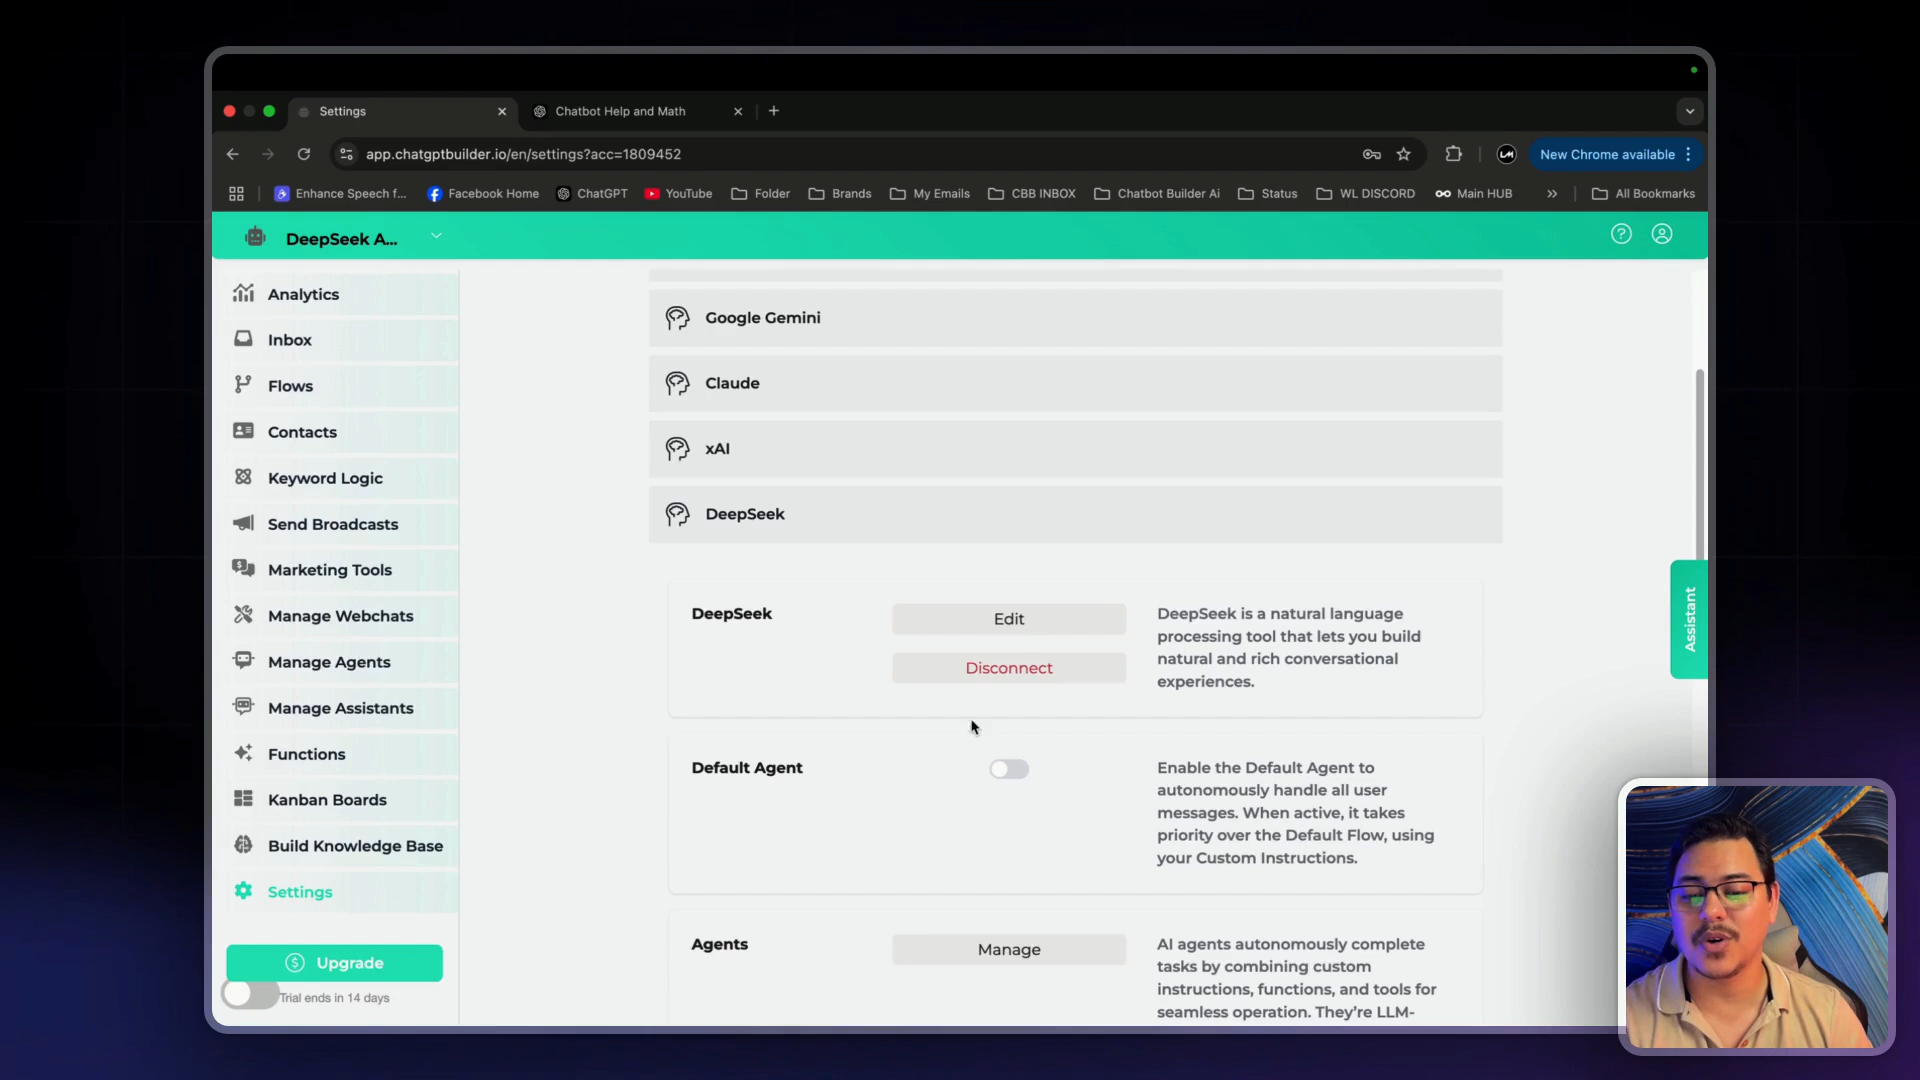 Settings
Chatbot Help and Math
app.chatgptbuilder.io/en/settings?acc=1809452
New Chrome available
Enhance Speech f...
Facebook Home
ChatGPT
YouTube
Folder
Brands
My Emails
CBB INBOX
Chatbot Builder Ai
Status
WL DISCORD
Main HUB
All Bookmarks
DeepSeek A...
Analytics
Inbox
Flows
Contacts
Keyword Logic
Send Broadcasts
Marketing Tools
Manage Webchats
Manage Agents
Manage Assistants
Functions
Kanban Boards
Build Knowledge Base
Settings
Upgrade
Trial ends in 14 days
Google Gemini
Claude
xAI
DeepSeek
DeepSeek
Edit
Disconnect
DeepSeek is a natural language
processing tool that lets you build
natural and rich conversational
experiences.
Default Agent
Enable the Default Agent to
autonomously handle all user
messages. When active, it takes
priority over the Default Flow, using
your Custom Instructions.
Agents
Manage
AI agents autonomously complete
tasks by combining custom
instructions, functions, and tools for
seamless operation. They're LLM-
Assistant